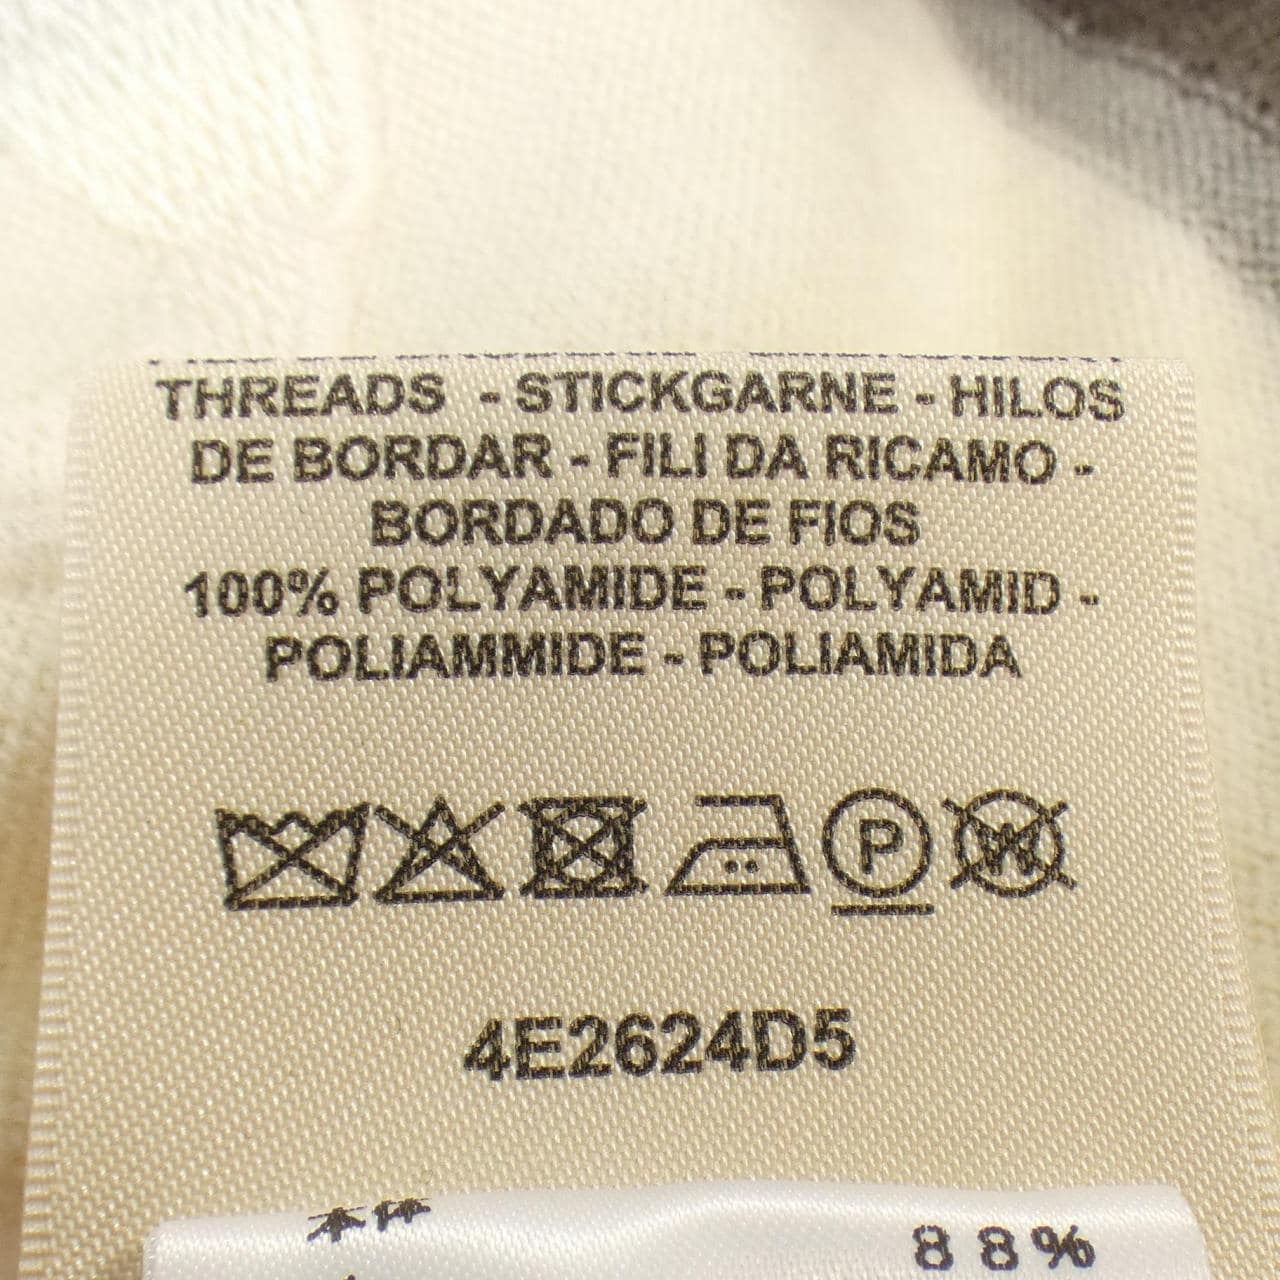 THREADS - STICKGARNE - HILOS
DE BORDAR - FILI DA RICAMO -
BORDADO DE FIOS
100% POLYAMIDE - POLYAMID -
POLIAMMIDE - POLIAMIDA
P W
4E2624D5
本体 88%